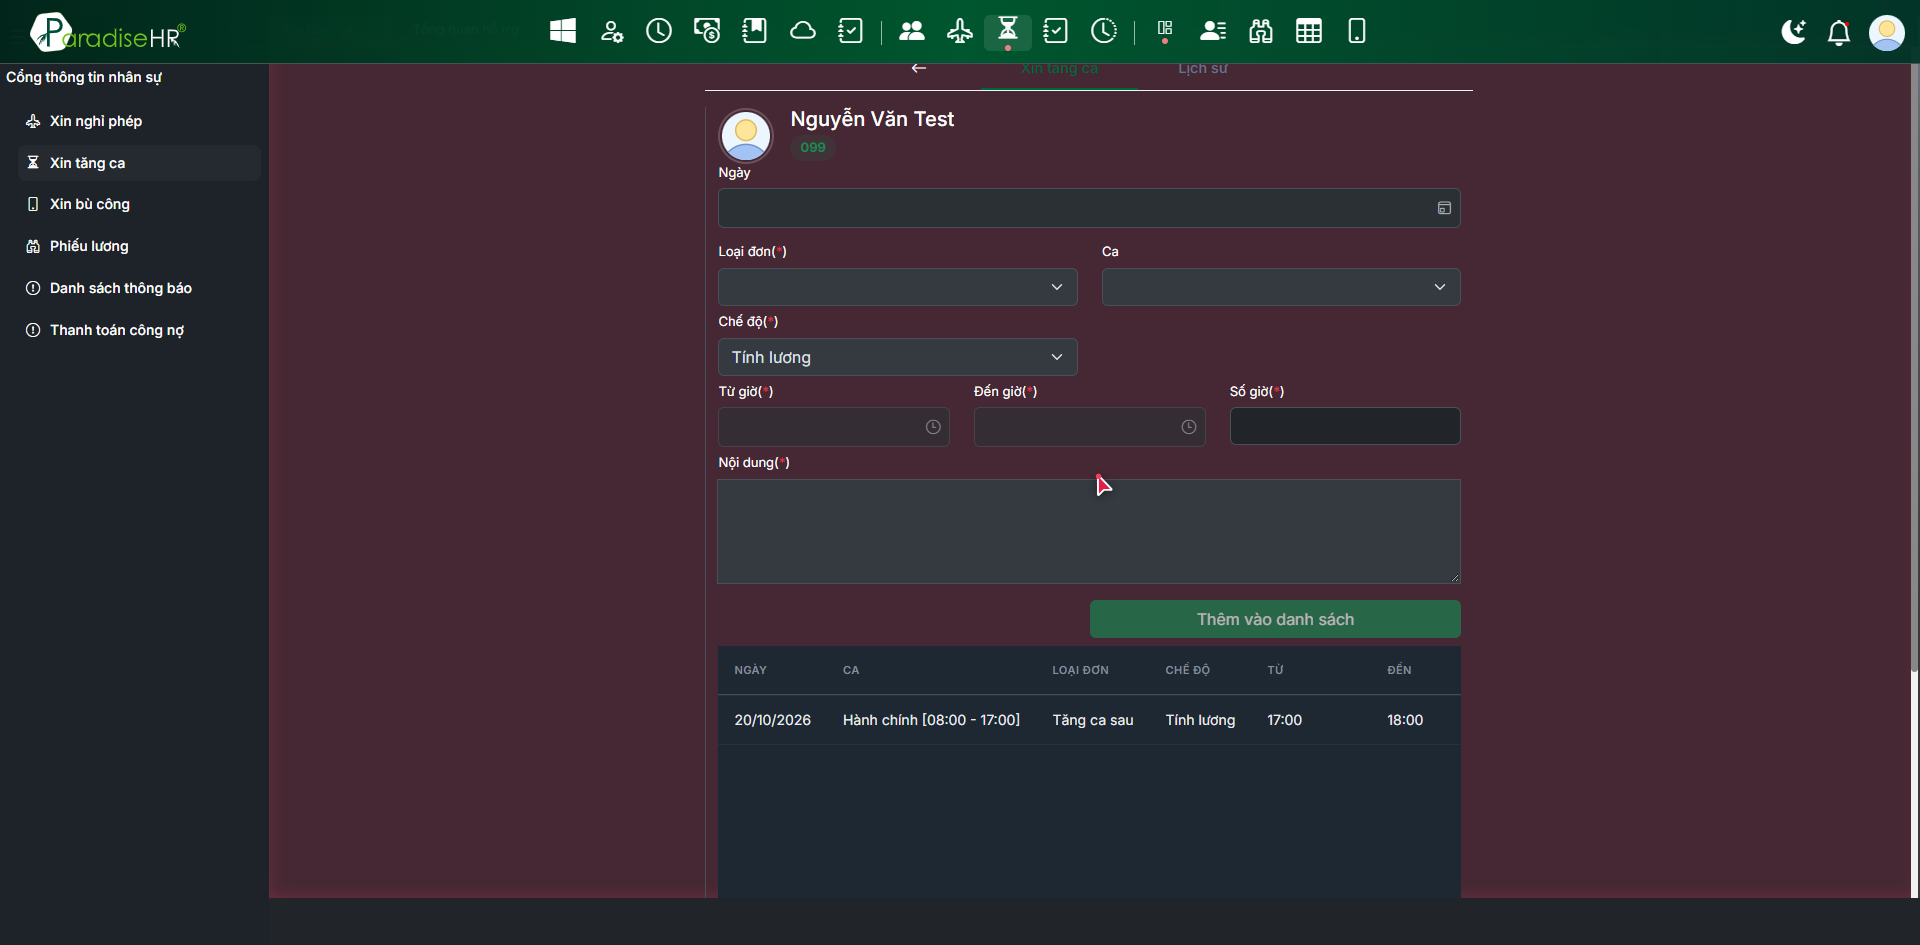 ParadiseHR®
Cổng thông tin nhân sự
Xin nghỉ phép
Xin tăng ca
Xin bù công
Phiếu lương
Danh sách thông báo
Thanh toán công nợ
Xin tăng ca
Lịch sử
Nguyễn Văn Test
099
Ngày
Loại đơn(*)
Ca
Chế độ(*)
Tính lương
Từ giờ(*)
Đến giờ(*)
Số giờ(*)
Nội dung(*)
Thêm vào danh sách
NGÀY CA LOẠI ĐƠN CHẾ ĐỘ TỪ ĐẾN
20/10/2026 Hành chính [08:00 - 17:00] Tăng ca sau Tính lương 17:00 18:00